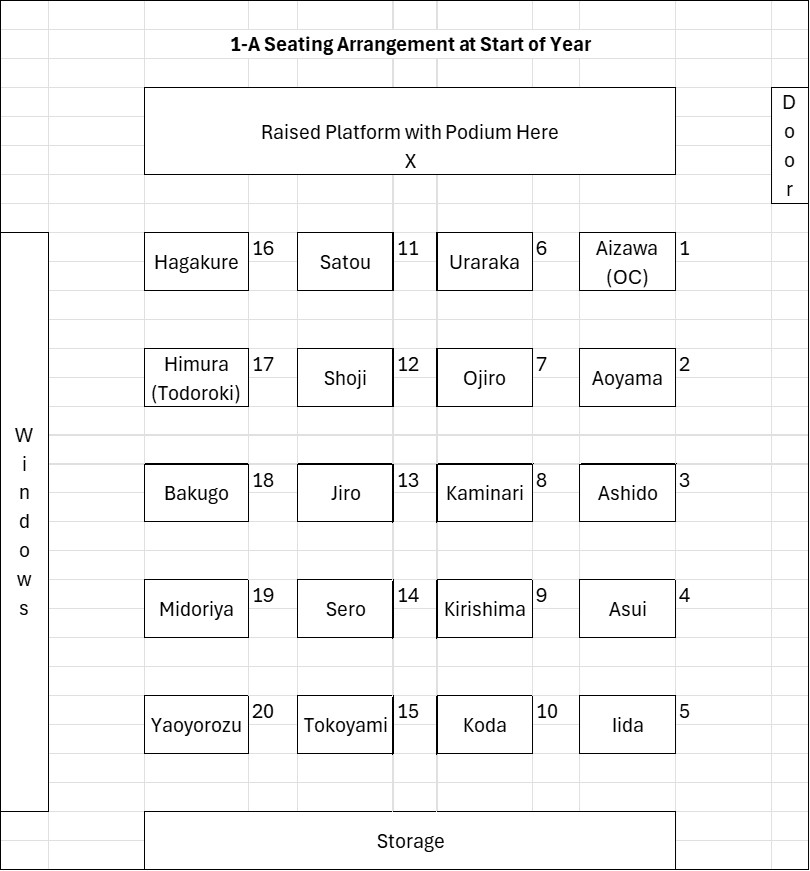 1-A Seating Arrangement at Start of Year
Raised Platform with Podium Here
X
D
o
o
r
Hagakure 16 Satou 11 Uraraka 6 Aizawa (OC) 1
Himura (Todoroki) 17 Shoji 12 Ojiro 7 Aoyama 2
Bakugo 18 Jiro 13 Kaminari 8 Ashido 3
Midoriya 19 Sero 14 Kirishima 9 Asui 4
Yaoyorozu 20 Tokoyami 15 Koda 10 Iida 5
W
i
n
d
o
w
s
Storage